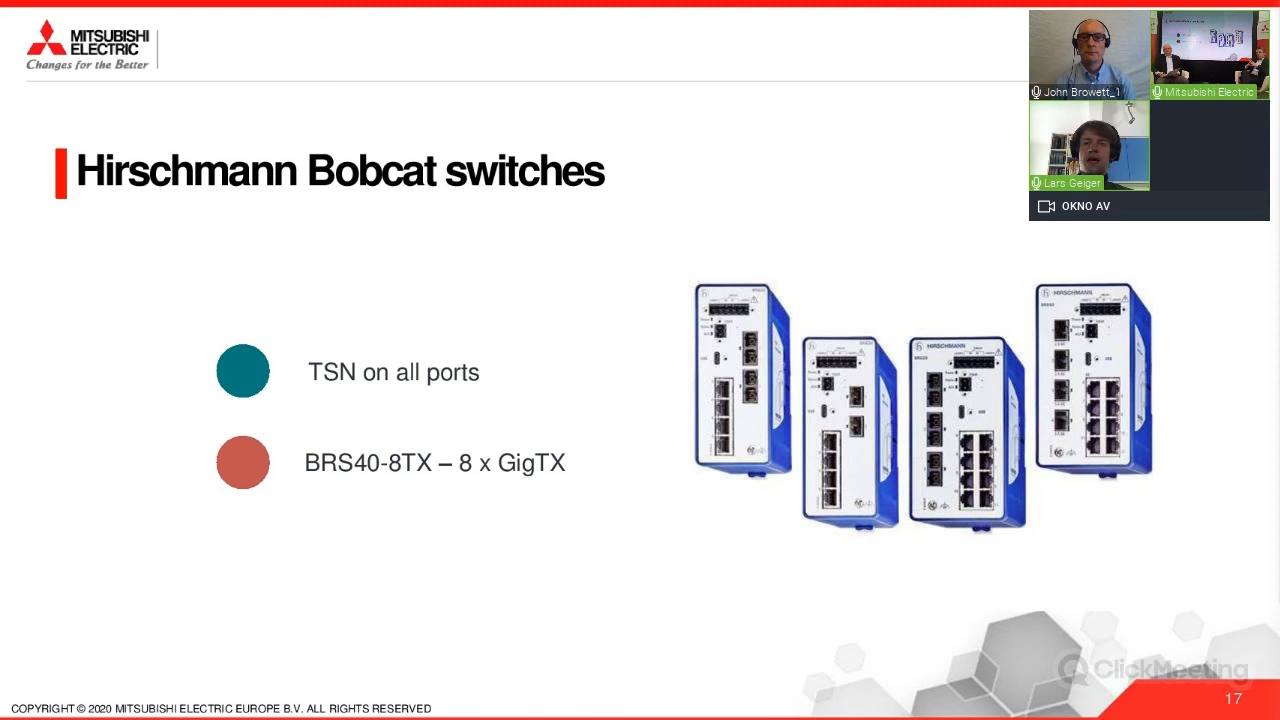 MITSUBISHI
ELECTRIC
Changes for the Better
John Browett_1
Mitsubishi Electric
Lars Geiger
OKNO AV
Hirschmann Bobcat switches
TSN on all ports
BRS40-8TX – 8 x GigTX
HIRSCHMANN
HIRSCHMANN
ClickMeeting
17
COPYRIGHT © 2020 MITSUBISHI ELECTRIC EUROPE B.V. ALL RIGHTS RESERVED